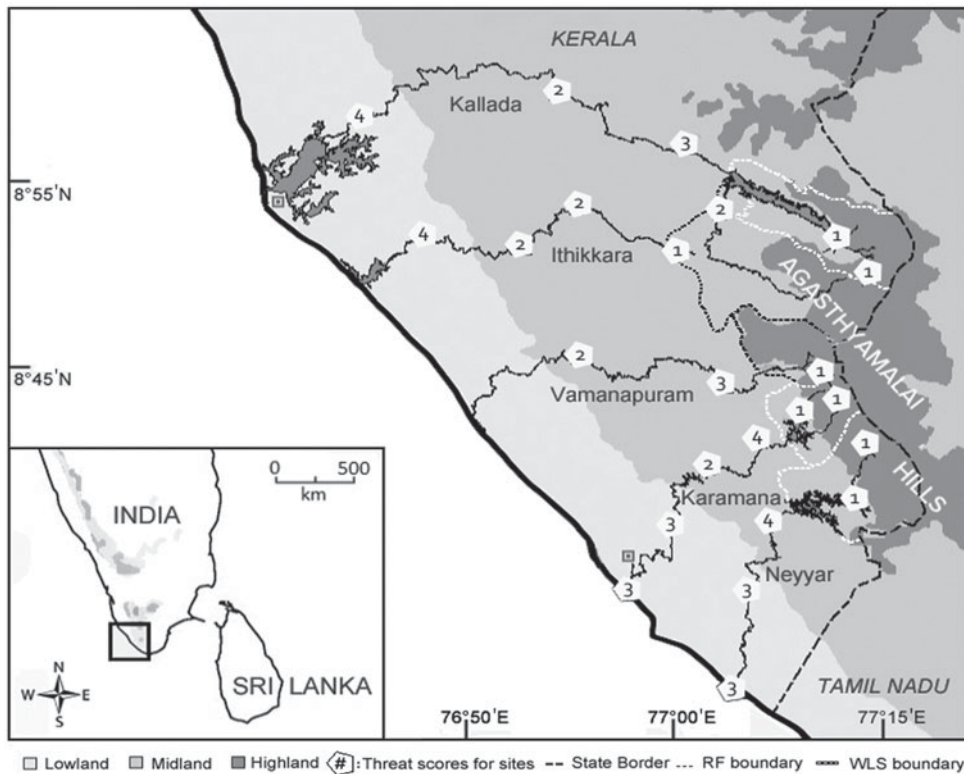 KERALA
2
Kallada
4
3
8°55'N
2
2
4
2
1
1
Ithikkara
1
AGASTHYAMALAI
HILLS
8°45'N
2
3
1
Vamanapuram
1
1
4
1
2
Karamana
1
3
4
Neyyar
3
3
3
TAMIL NADU
76°50'E
77°00'E
77°15'E
0 500
km
INDIA
SRI LANKA
N
W E
S
Lowland Midland Highland #:Threat scores for sites State Border RF boundary WLS boundary